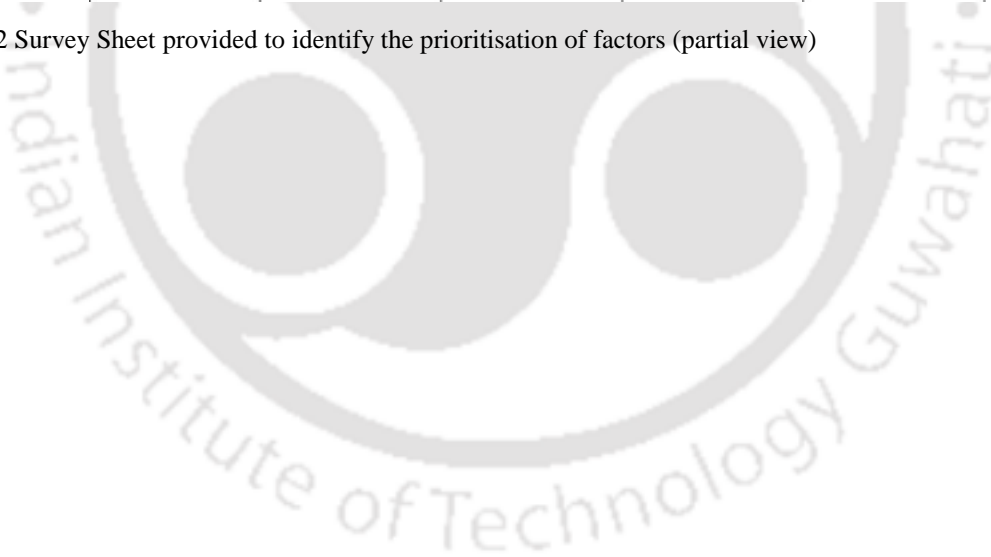 2 Survey Sheet provided to identify the prioritisation of factors (partial view)
Indian Institute of Technology Guwahati